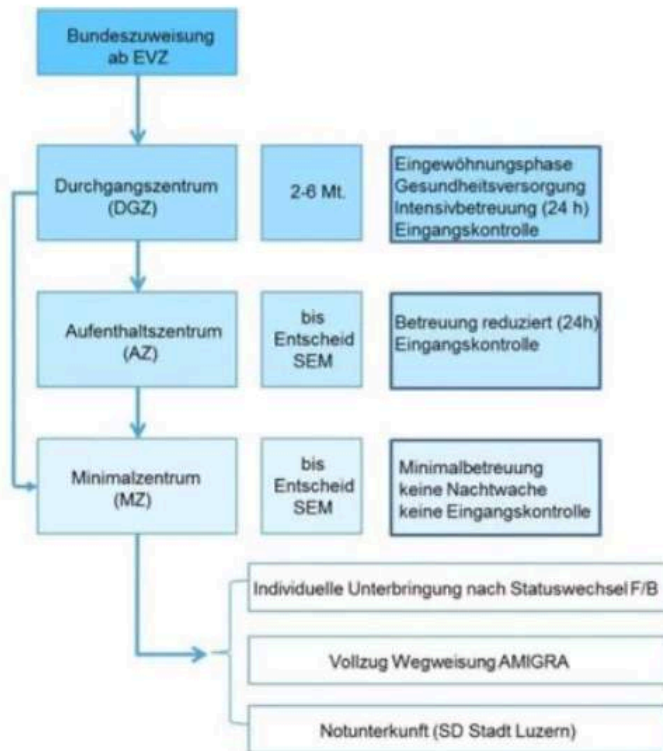 Bundeszuweisung
ab EVZ
Durchgangszentrum
(DGZ)
2-6 Mt.
Eingewöhnungsphase
Gesundheitsversorgung
Intensivbetreuung (24 h)
Eingangskontrolle
Aufenthaltszentrum
(AZ)
bis
Entscheid
SEM
Betreuung reduziert (24h)
Eingangskontrolle
Minimalzentrum
(MZ)
bis
Entscheid
SEM
Minimalbetreuung
keine Nachtwache
keine Eingangskontrolle
Individuelle Unterbringung nach Statuswechsel F/B
Vollzug Wegweisung AMIGRA
Notunterkunft (SD Stadt Luzern)